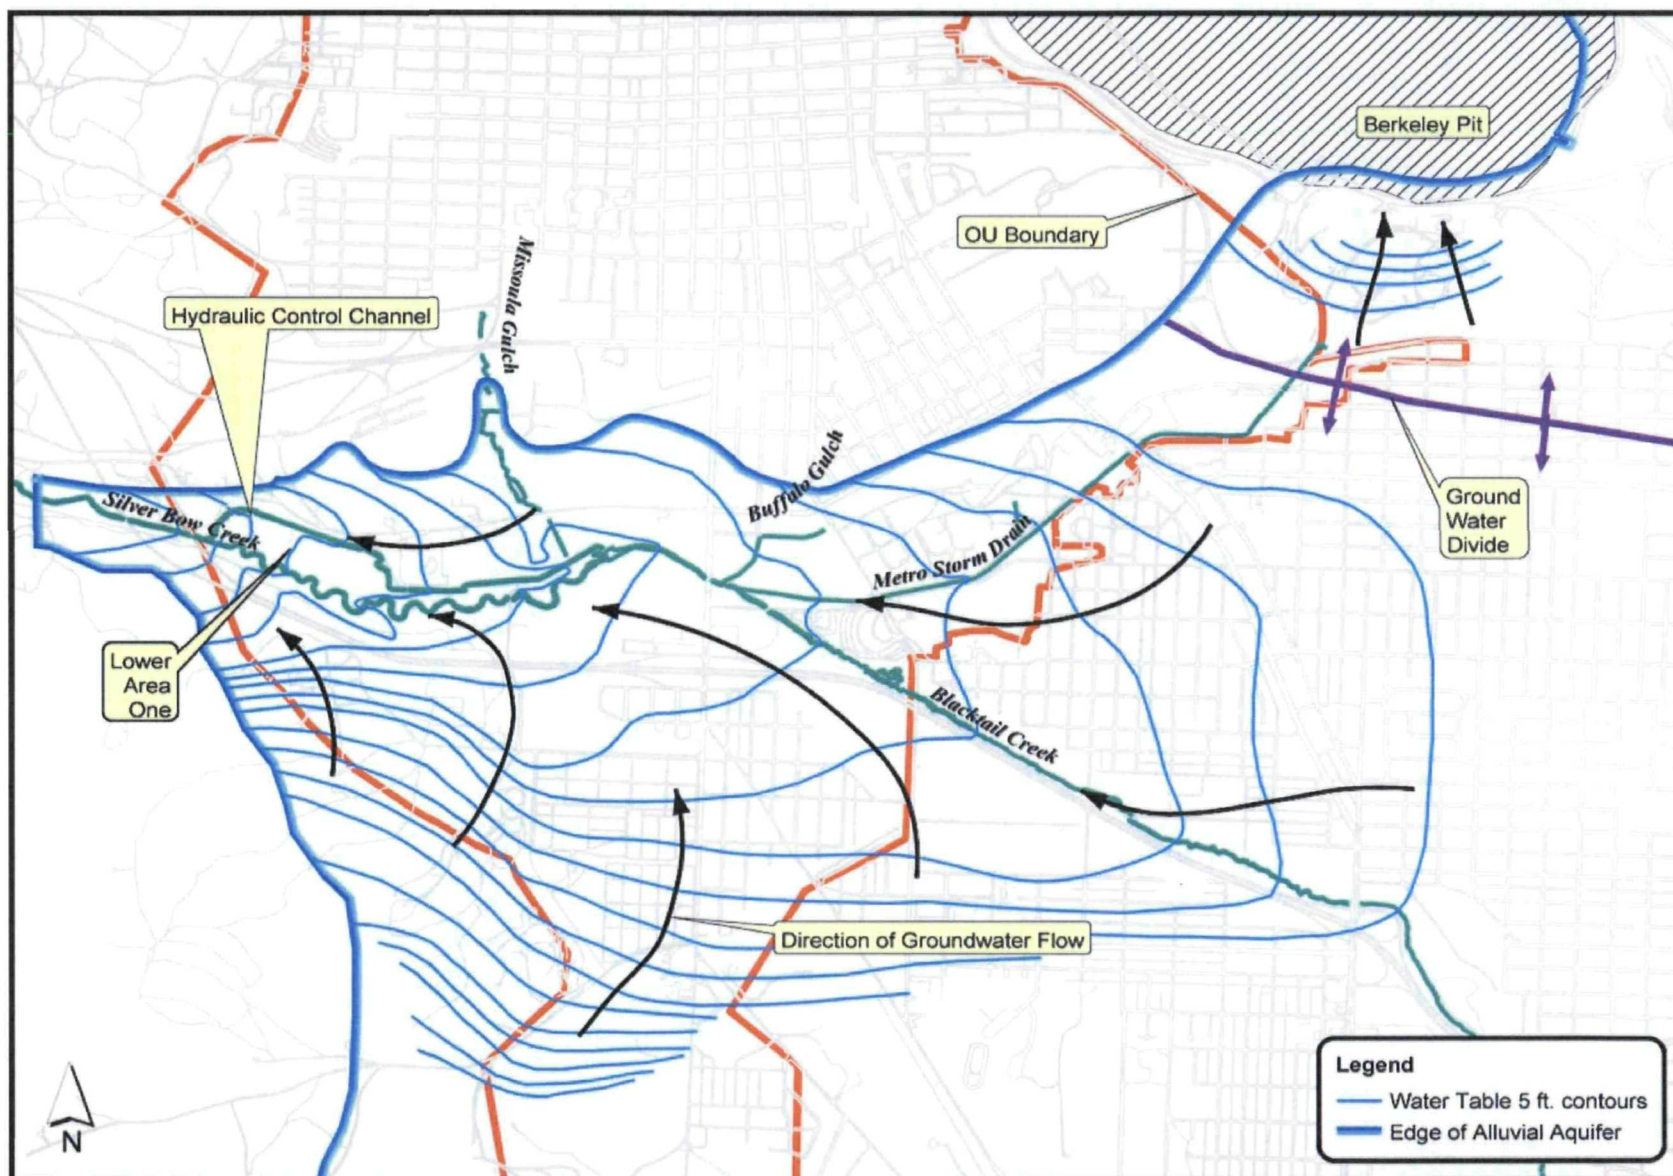 Berkeley Pit
OU Boundary
Missoula Gulch
Hydraulic Control Channel
Buffalo Gulch
Ground
Water
Divide
Silver Bow Creek
Metro Storm Drain
Lower
Area
One
Blacktail Creek
Direction of Groundwater Flow
Legend
Water Table 5 ft. contours
Edge of Alluvial Aquifer
N